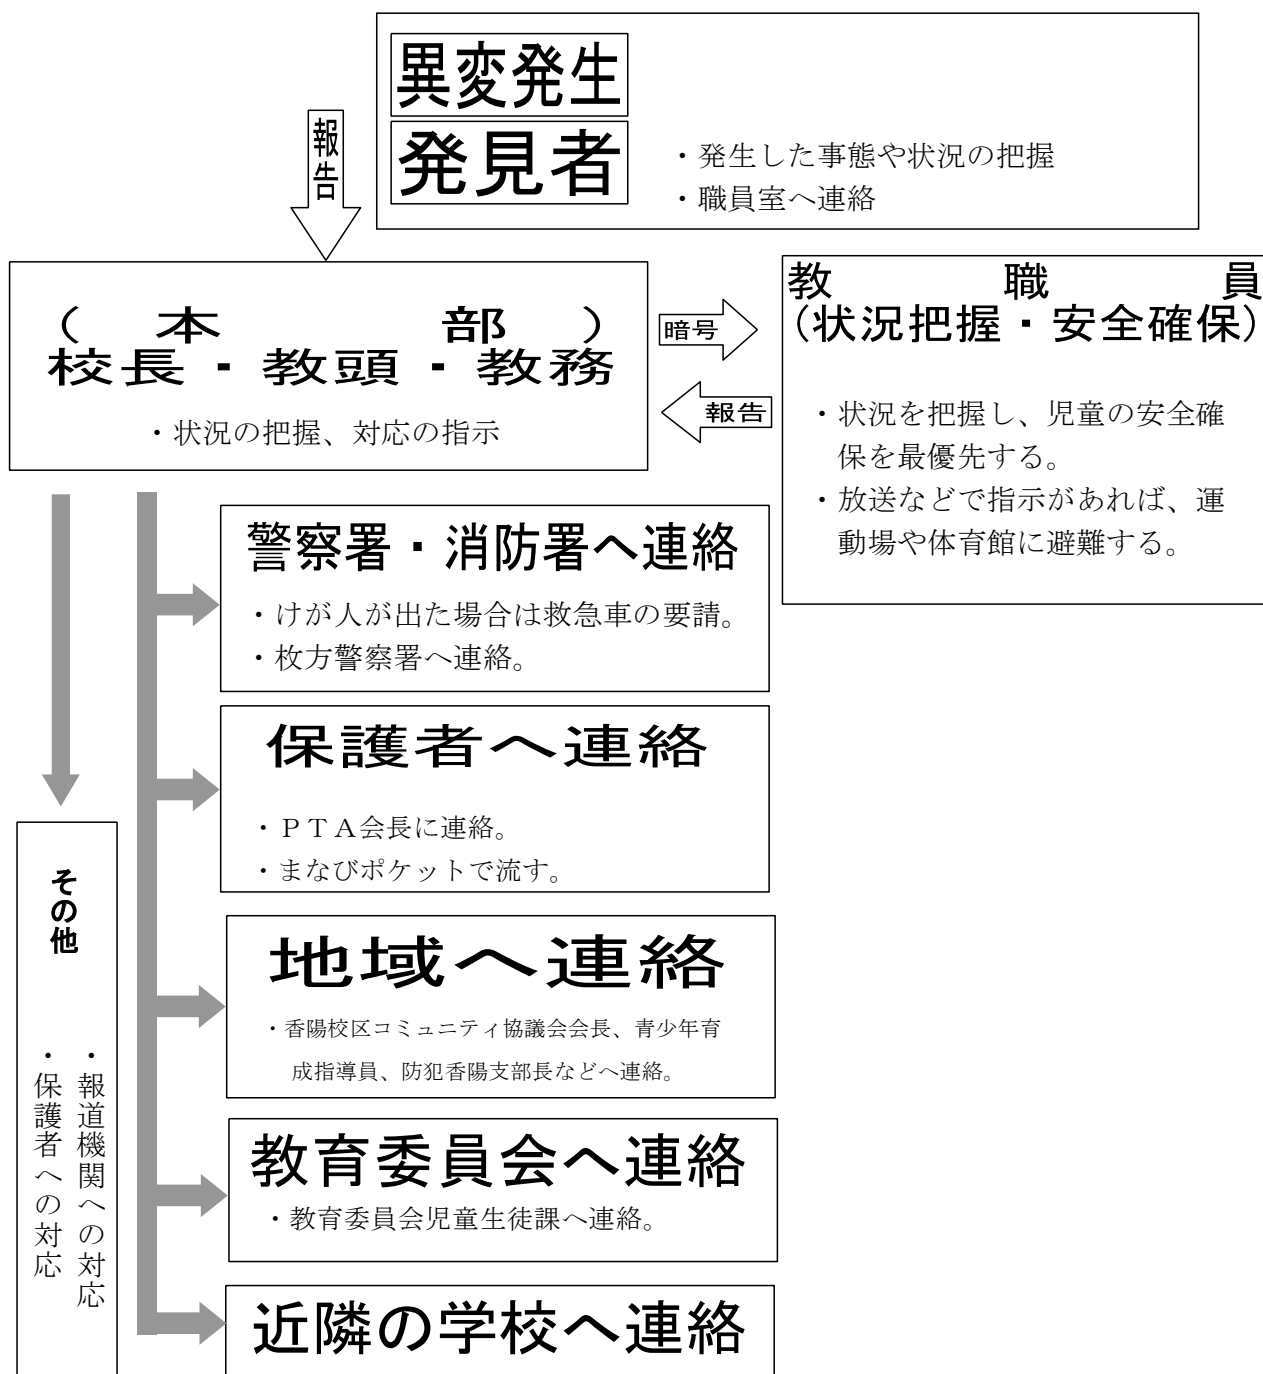 異変発生
発見者
・発生した事態や状況の把握
・職員室へ連絡
報告
（本部）
校長・教頭・教務
・状況の把握、対応の指示
暗号
報告
教職員
(状況把握・安全確保)
・状況を把握し、児童の安全確
保を最優先する。
・放送などで指示があれば、運
動場や体育館に避難する。
警察署・消防署へ連絡
・けが人が出た場合は救急車の要請。
・枚方警察署へ連絡。
保護者へ連絡
・ＰＴＡ会長に連絡。
・まなびポケットで流す。
地域へ連絡
・香陽校区コミュニティ協議会会長、青少年育
成指導員、防犯香陽支部長などへ連絡。
教育委員会へ連絡
・教育委員会児童生徒課へ連絡。
近隣の学校へ連絡
その他
・報道機関への対応
・保護者への対応